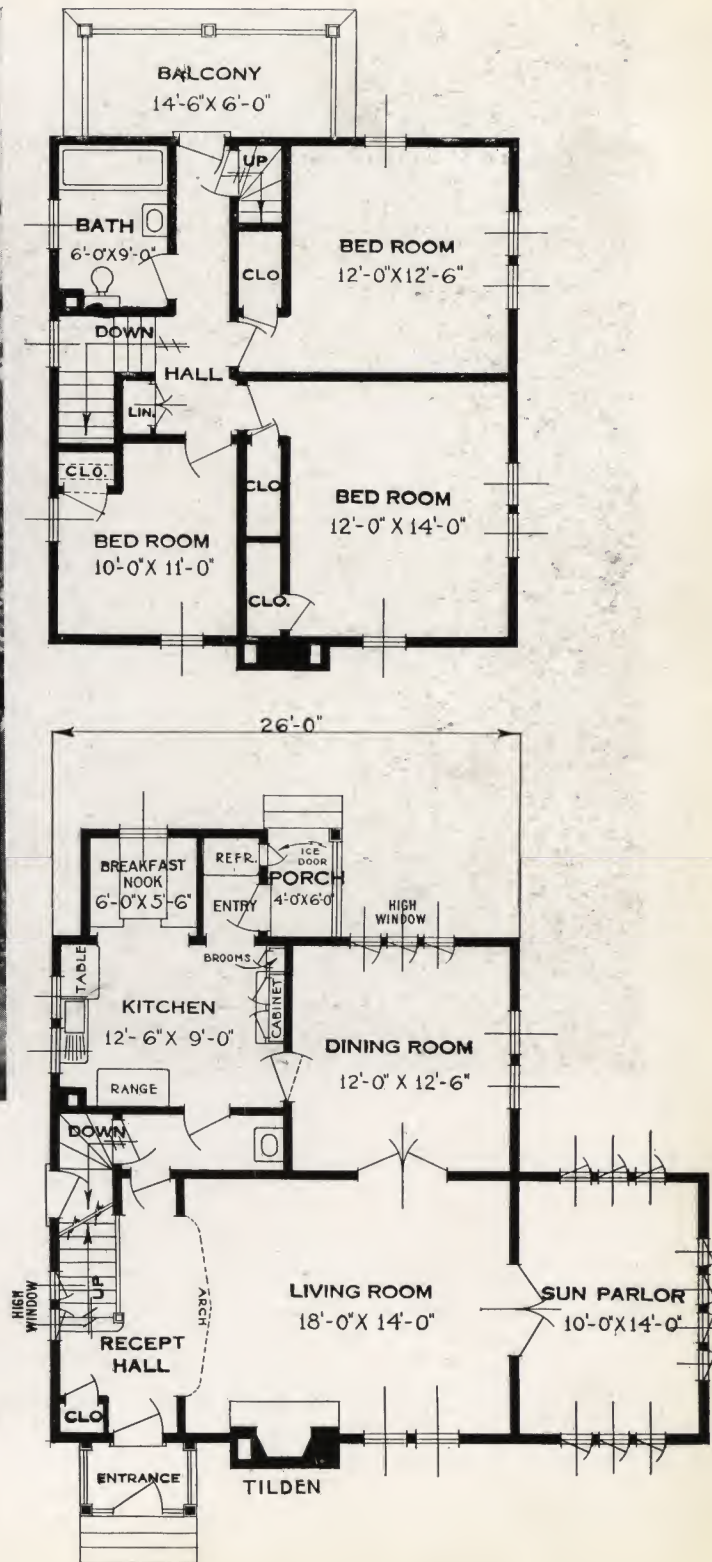 BALCONY
14'-6" X 6'-0"
UP
BATH
6'-0" X 9'-0"
CLO
BED ROOM
12'-0" X 12'-6"
DOWN
HALL
LIN.
CLO.
CLO
BED ROOM
12'-0" X 14'-0"
BED ROOM
10'-0" X 11'-0"
CLO.
26'-0"
BREAKFAST
NOOK
6'-0" X 5'-6"
REFR.
ICE
DOOR
PORCH
4'-0" X 6'-0"
ENTRY
HIGH
WINDOW
BROOMS
TABLE
CABINET
KITCHEN
12'-6" X 9'-0"
DINING ROOM
12'-0" X 12'-6"
RANGE
DOWN
UP
HIGH
WINDOW
ARCH
LIVING ROOM
18'-0" X 14'-0"
SUN PARLOR
10'-0" X 14'-0"
RECEPT
HALL
CLO
ENTRANCE
TILDEN